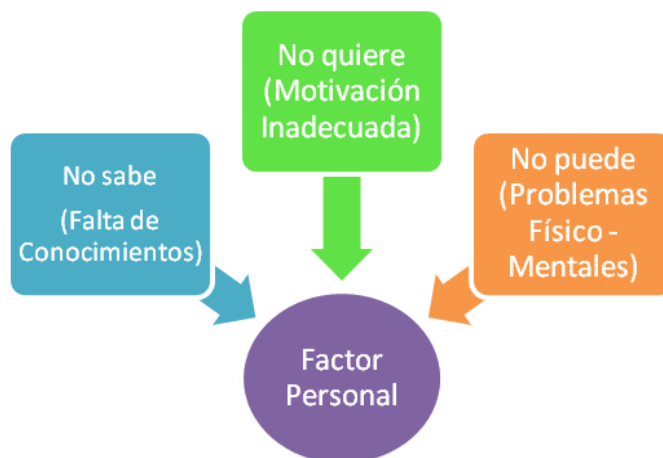 No quiere
(Motivación
Inadecuada)
No sabe
(Falta de
Conocimientos)
No puede
(Problemas
Físico -
Mentales)
Factor
Personal